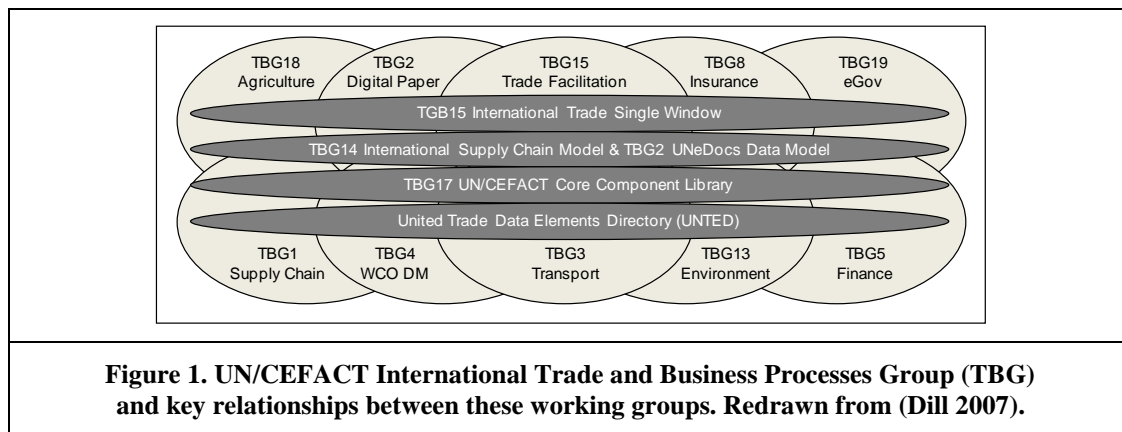 TBG18
Agriculture
TBG2
Digital Paper
TBG15
Trade Facilitation
TBG8
Insurance
TBG19
eGov
TGB15 International Trade Single Window
TBG14 International Supply Chain Model & TBG2 UNeDocs Data Model
TBG17 UN/CEFACT Core Component Library
United Trade Data Elements Directory (UNTED)
TBG1
Supply Chain
TBG4
WCO DM
TBG3
Transport
TBG13
Environment
TBG5
Finance
Figure 1. UN/CEFACT International Trade and Business Processes Group (TBG)
and key relationships between these working groups. Redrawn from (Dill 2007).